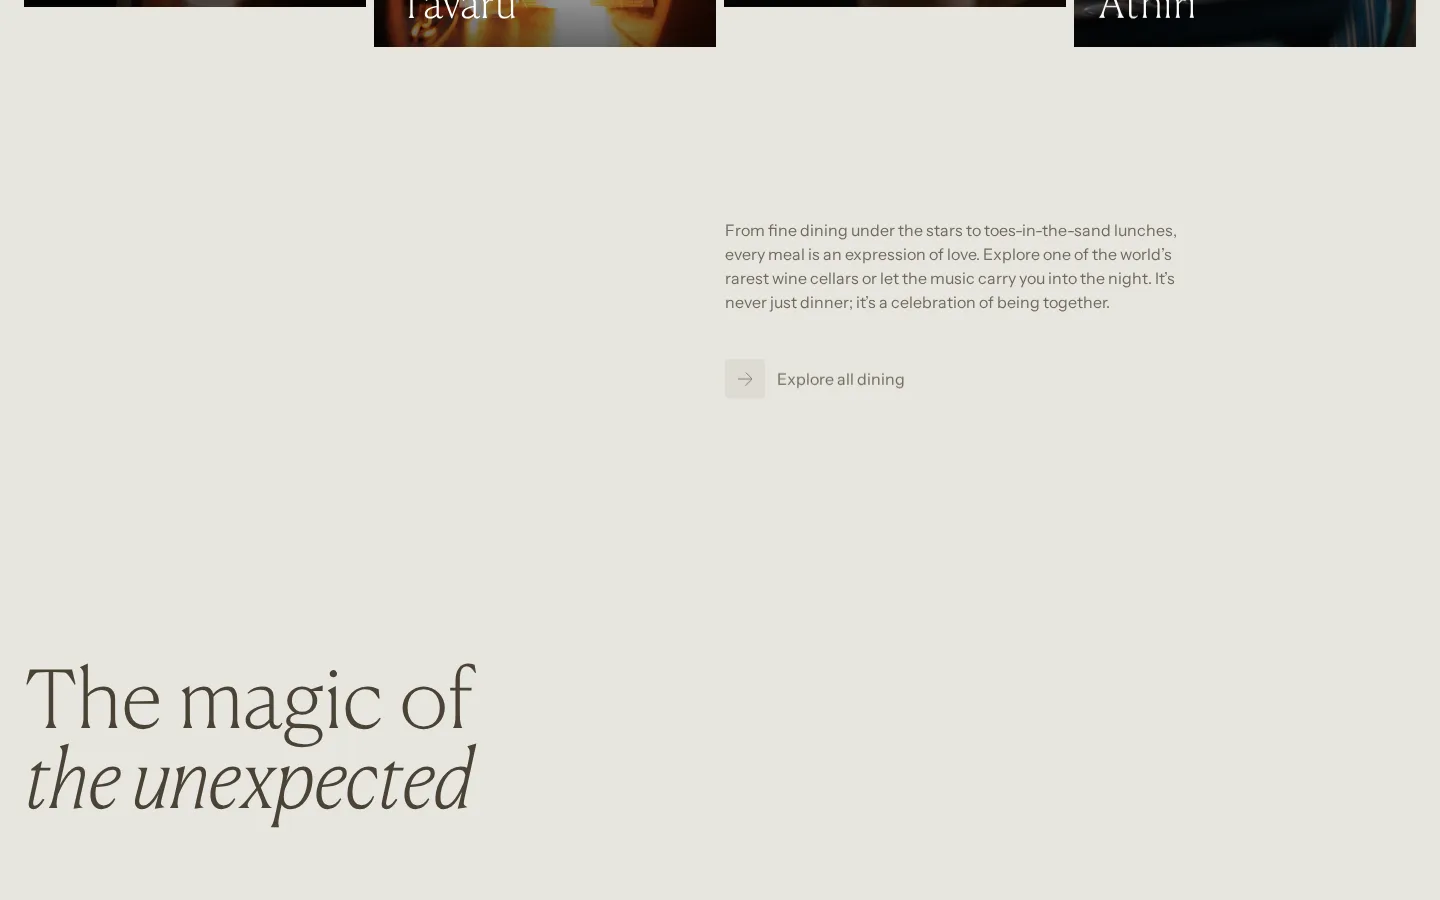 Tavaru
Athiri
From fine dining under the stars to toes-in-the-sand lunches,
every meal is an expression of love. Explore one of the world’s
rarest wine cellars or let the music carry you into the night. It’s
never just dinner; it’s a celebration of being together.
Explore all dining
The magic of
the unexpected